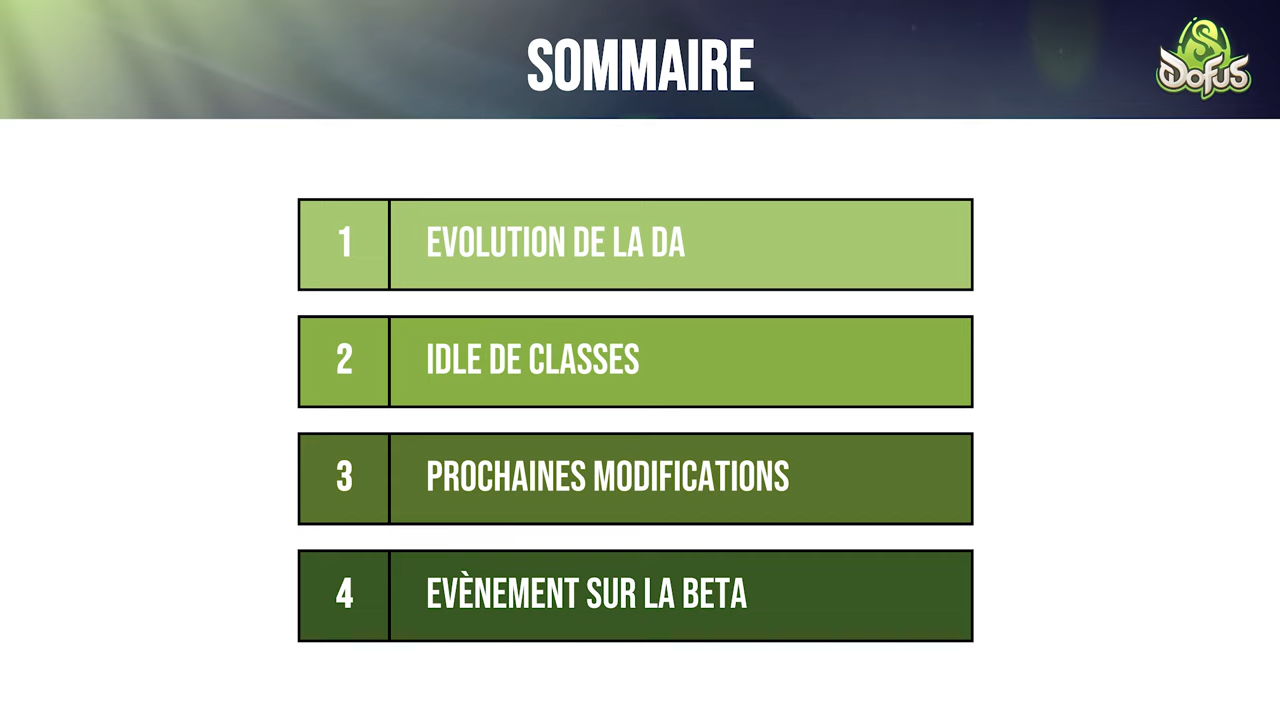 SOMMAIRE
DOFUS
1 EVOLUTION DE LA DA
2 IDLE DE CLASSES
3 PROCHAINES MODIFICATIONS
4 EVÈNEMENT SUR LA BETA